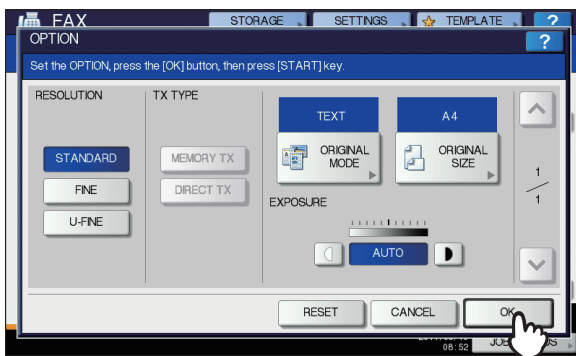 FAX
STORAGE
SETTINGS
TEMPLATE
?
OPTION
?
Set the OPTION, press the [OK] button, then press [START] key.
RESOLUTION
TX TYPE
TEXT
A4
STANDARD
MEMORY TX
ORIGINAL
MODE
ORIGINAL
SIZE
FINE
DIRECT TX
1
1
U-FINE
EXPOSURE
AUTO
RESET
CANCEL
OK
08:52